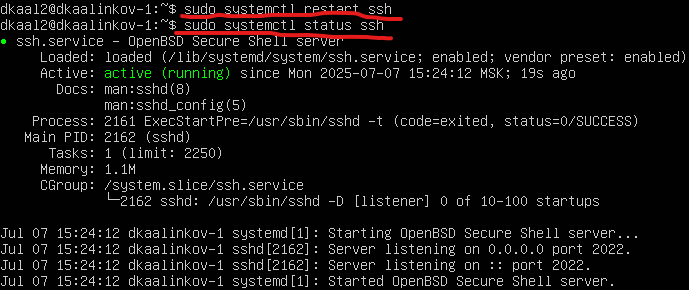 dkaal2@dkaalinkov-1:~$ sudo systemctl restart ssh
dkaal2@dkaalinkov-1:~$ sudo systemctl status ssh
● ssh.service - OpenBSD Secure Shell server
Loaded: loaded (/lib/systemd/system/ssh.service; enabled; vendor preset: enabled)
Active: active (running) since Mon 2025-07-07 15:24:12 MSK; 19s ago
Docs: man:sshd(8)
man:sshd_config(5)
Process: 2161 ExecStartPre=/usr/sbin/sshd -t (code=exited, status=0/SUCCESS)
Main PID: 2162 (sshd)
Tasks: 1 (limit: 2250)
Memory: 1.1M
CGroup: /system.slice/ssh.service
└─2162 sshd: /usr/sbin/sshd -D [listener] 0 of 10-100 startups
Jul 07 15:24:12 dkaalinkov-1 systemd[1]: Starting OpenBSD Secure Shell server...
Jul 07 15:24:12 dkaalinkov-1 sshd[2162]: Server listening on 0.0.0.0 port 2022.
Jul 07 15:24:12 dkaalinkov-1 sshd[2162]: Server listening on :: port 2022.
Jul 07 15:24:12 dkaalinkov-1 systemd[1]: Started OpenBSD Secure Shell server.